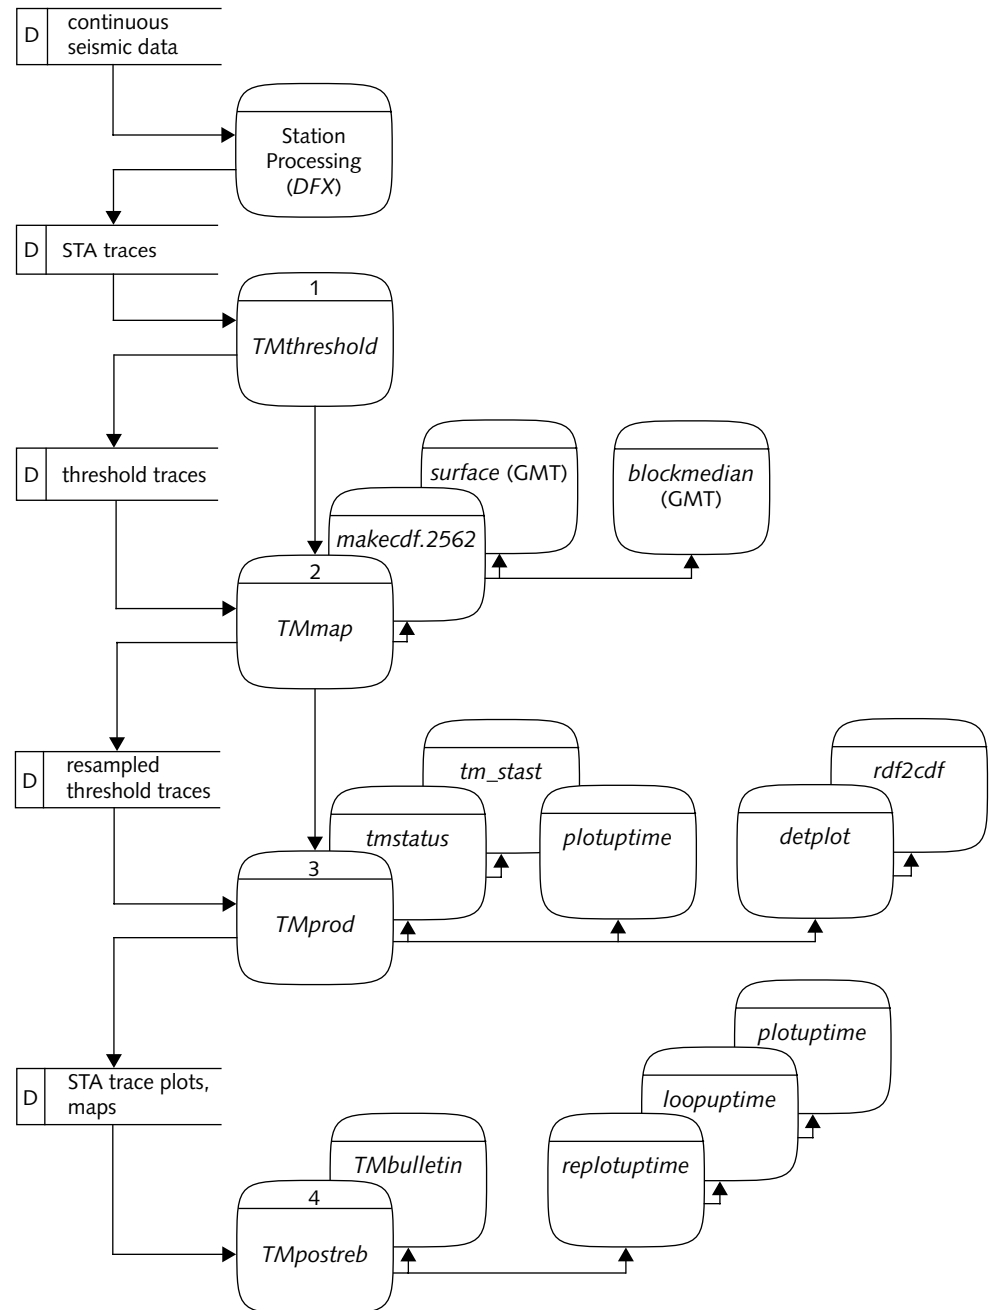 D
continuous
seismic data
Station
Processing
(DFX)
D
STA traces
1
TMthreshold
D
threshold traces
surface (GMT)
blockmedian
(GMT)
makecdf.2562
2
TMmap
D
resampled
threshold traces
tm_stast
rdf2cdf
tmstatus
plotuptime
detplot
3
TMprod
D
STA trace plots,
maps
plotuptime
loopuptime
TMbulletin
replotuptime
4
TMpostreb